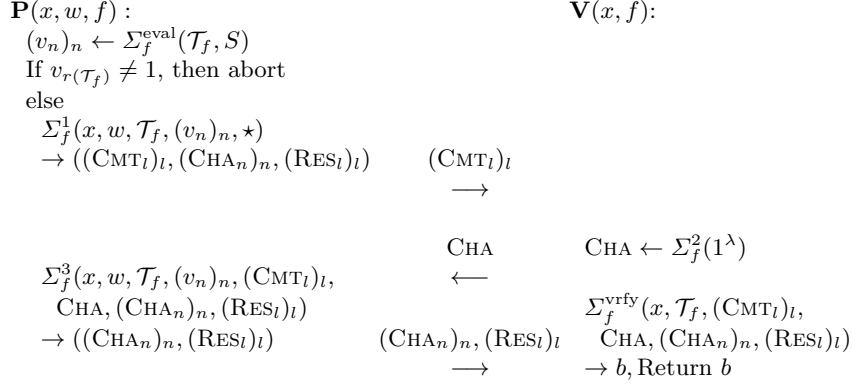 P(x, w, f) : V(x, f):
(v_n)_n ← Σ_f^eval(𝒯_f, S)
If v_{r(𝒯_f)} ≠ 1, then abort
else
Σ_f^1(x, w, 𝒯_f, (v_n)_n, ⋆)
→ ((CMT_l)_l, (CHA_n)_n, (RES_l)_l) (CMT_l)_l
⟶
CHA CHA ← Σ_f^2(1^λ)
Σ_f^3(x, w, 𝒯_f, (v_n)_n, (CMT_l)_l, ⟵
CHA, (CHA_n)_n, (RES_l)_l) Σ_f^vrfy(x, 𝒯_f, (CMT_l)_l,
→ ((CHA_n)_n, (RES_l)_l) (CHA_n)_n, (RES_l)_l CHA, (CHA_n)_n, (RES_l)_l)
⟶ → b, Return b